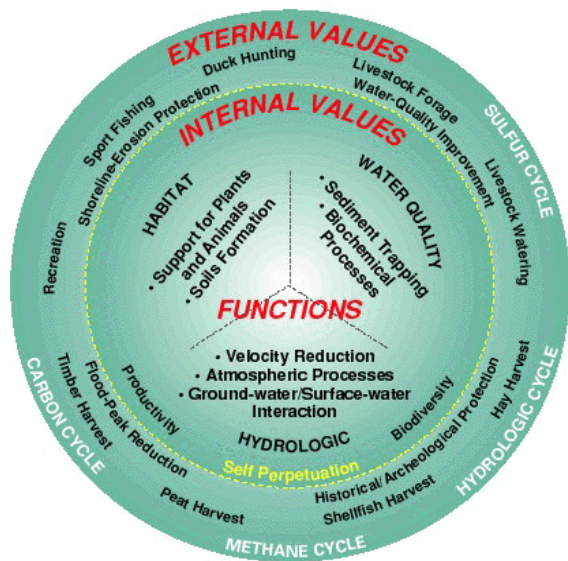 EXTERNAL VALUES
Duck Hunting
Livestock Forage
Sport Fishing
Shoreline-Erosion Protection
Water-Quality Improvement
SULFUR CYCLE
INTERNAL VALUES
Livestock Watering
Recreation
HABITAT
• Support for Plants
and Animals
• Soils Formation
WATER QUALITY
• Sediment Trapping
• Biochemical
Processes
FUNCTIONS
• Velocity Reduction
• Atmospheric Processes
• Ground-water/Surface-water
Interaction
HYDROLOGIC
Productivity
Biodiversity
Self Perpetuation
CARBON CYCLE
Timber Harvest
Flood-Peak Reduction
Peat Harvest
Historical/Archeological Protection
Shellfish Harvest
Hay Harvest
HYDROLOGIC CYCLE
METHANE CYCLE